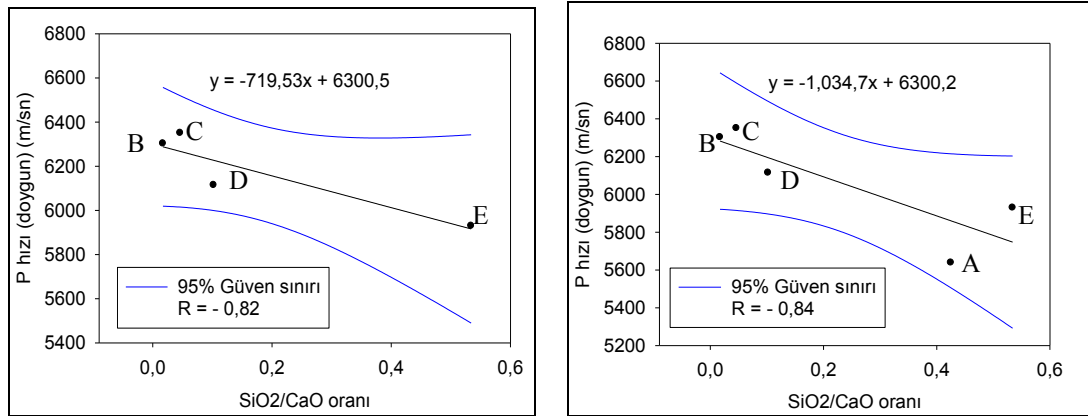 6800
6600
6400
6200
6000
5800
5600
5400
P hızı (doygun) (m/sn)
y = -719,53x + 6300,5
B
C
D
E
95% Güven sınırı
R = - 0,82
0,0 0,2 0,4 0,6
SiO2/CaO oranı
6800
6600
6400
6200
6000
5800
5600
5400
5200
P hızı (doygun) (m/sn)
y = -1,034,7x + 6300,2
B
C
D
E
A
95% Güven sınırı
R = - 0,84
0,0 0,2 0,4 0,6
SiO2/CaO oranı